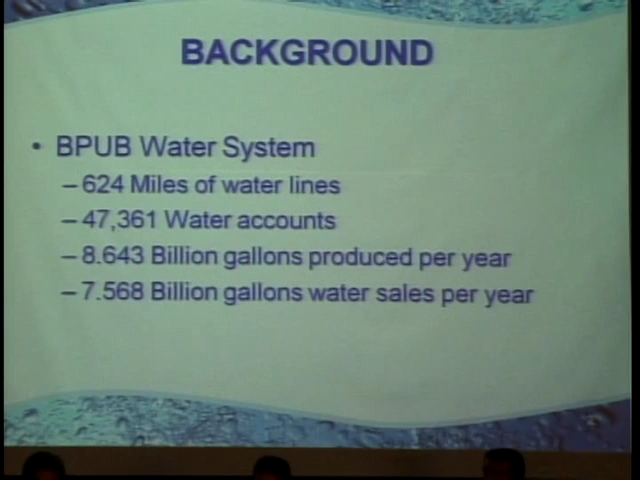 BACKGROUND
• BPUB Water System
– 624 Miles of water lines
– 47,361 Water accounts
– 8.643 Billion gallons produced per year
– 7.568 Billion gallons water sales per year